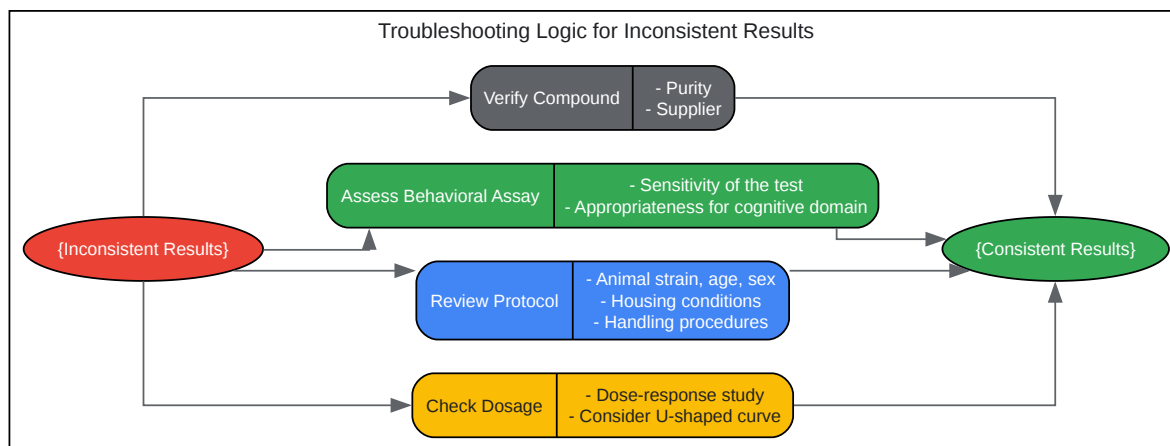 Troubleshooting Logic for Inconsistent Results
Verify Compound
- Purity
- Supplier
Assess Behavioral Assay
- Sensitivity of the test
- Appropriateness for cognitive domain
{Inconsistent Results}
{Consistent Results}
Review Protocol
- Animal strain, age, sex
- Housing conditions
- Handling procedures
Check Dosage
- Dose-response study
- Consider U-shaped curve